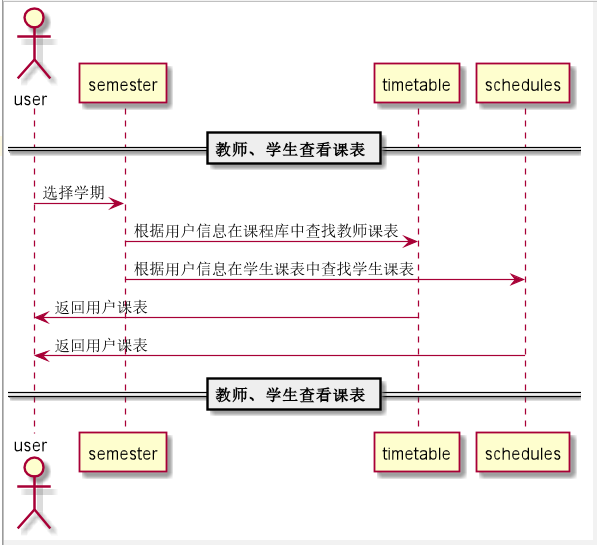 user
semester
timetable
schedules
教师、学生查看课表
选择学期
根据用户信息在课程库中查找教师课表
根据用户信息在学生课表中查找学生课表
返回用户课表
返回用户课表
教师、学生查看课表
user
semester
timetable
schedules